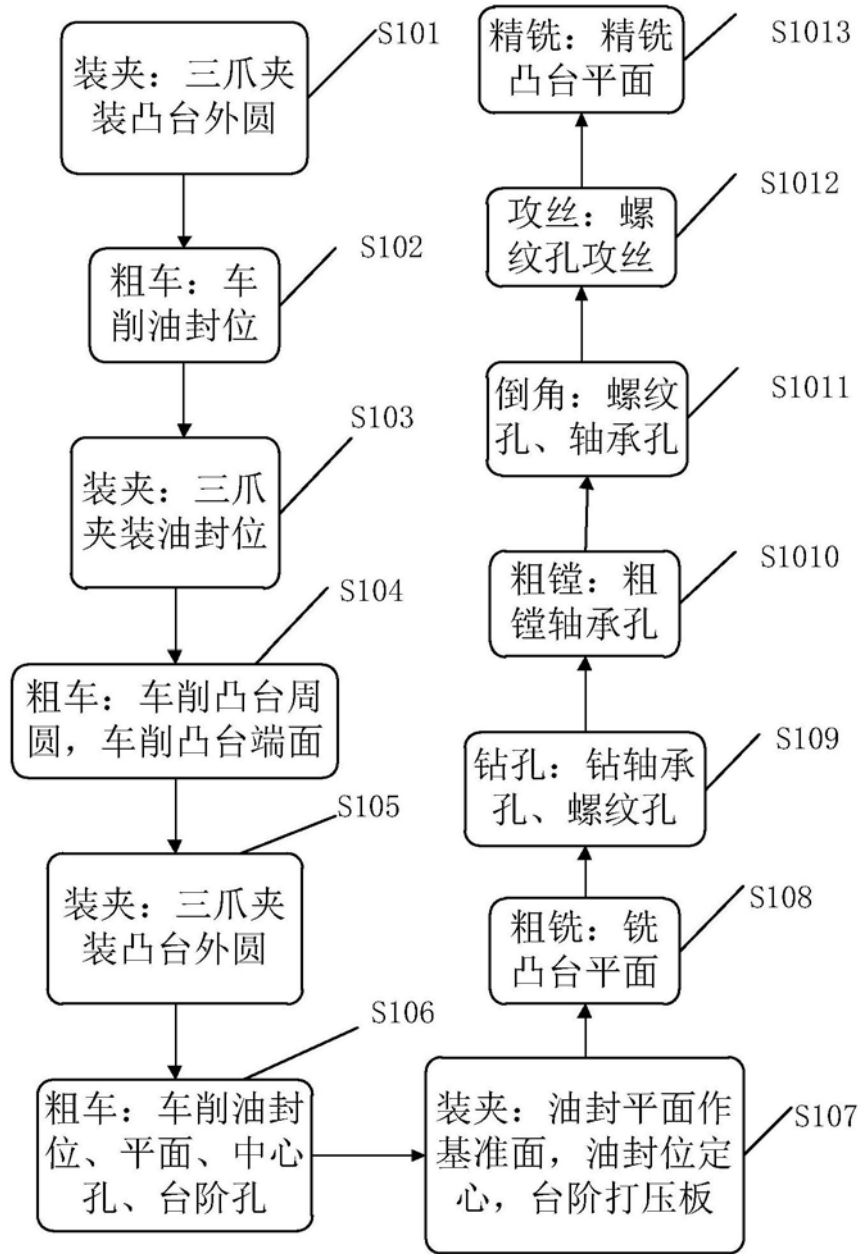 装夹：三爪夹
装凸台外圆
S101
粗车：车
削油封位
S102
装夹：三爪
夹装油封位
S103
粗车：车削凸台周
圆，车削凸台端面
S104
装夹：三爪夹
装凸台外圆
S105
粗车：车削油封
位、平面、中心
孔、台阶孔
S106
装夹：油封平面作
基准面，油封位定
心，台阶打压板
S107
粗铣：铣
凸台平面
S108
钻孔：钻轴承
孔、螺纹孔
S109
粗镗：粗
镗轴承孔
S1010
倒角：螺纹
孔、轴承孔
S1011
攻丝：螺
纹孔攻丝
S1012
精铣：精铣
凸台平面
S1013